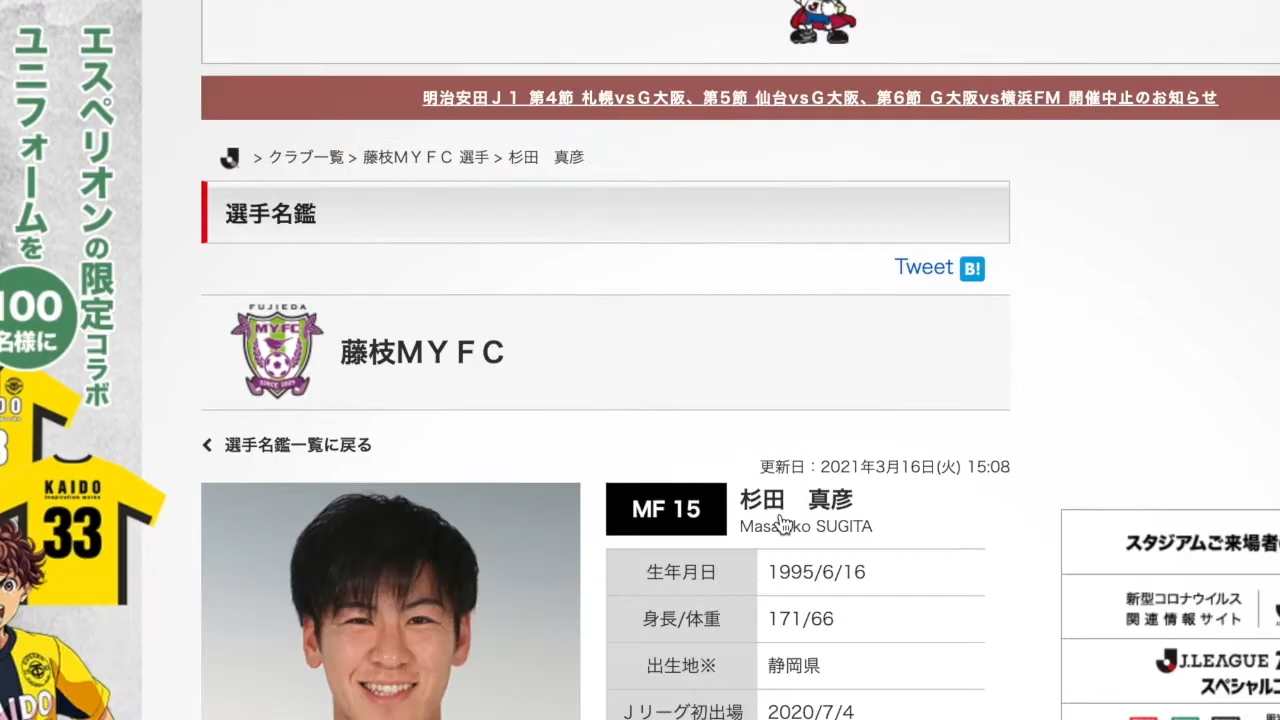 エスペリオンの限定コラボ
ユニフォームを
100
名様に
KAIDO
33
明治安田Ｊ１ 第4節 札幌vsＧ大阪、第5節 仙台vsＧ大阪、第6節 Ｇ大阪vs横浜FM 開催中止のお知らせ
> クラブ一覧 > 藤枝ＭＹＦＣ 選手 > 杉田　真彦
選手名鑑
Tweet B!
FUJIEDA
MYFC
藤枝ＭＹＦＣ
選手名鑑一覧に戻る
更新日：2021年3月16日(火) 15:08
MF 15 杉田　真彦
SUGITA
生年月日 1995/6/16
身長/体重 171/66
出生地※ 静岡県
Ｊリーグ初出場 2020/7/4
スタジアムご来場者
新型コロナウイルス
関連情報サイト
J.LEAGUE